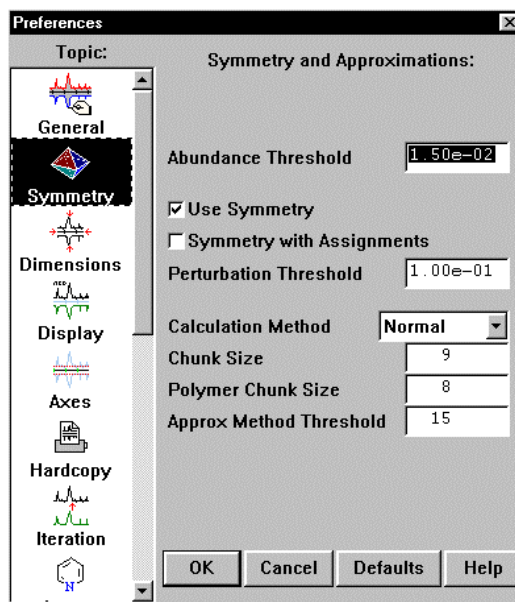 Preferences
Topic:
General
Symmetry
Dimensions
Display
Axes
Hardcopy
Iteration
N
Symmetry and Approximations:
Abundance Threshold 1.50e-02
Use Symmetry
Symmetry with Assignments
Perturbation Threshold 1.00e-01
Calculation Method Normal
Chunk Size 9
Polymer Chunk Size 8
Approx Method Threshold 15
OK Cancel Defaults Help